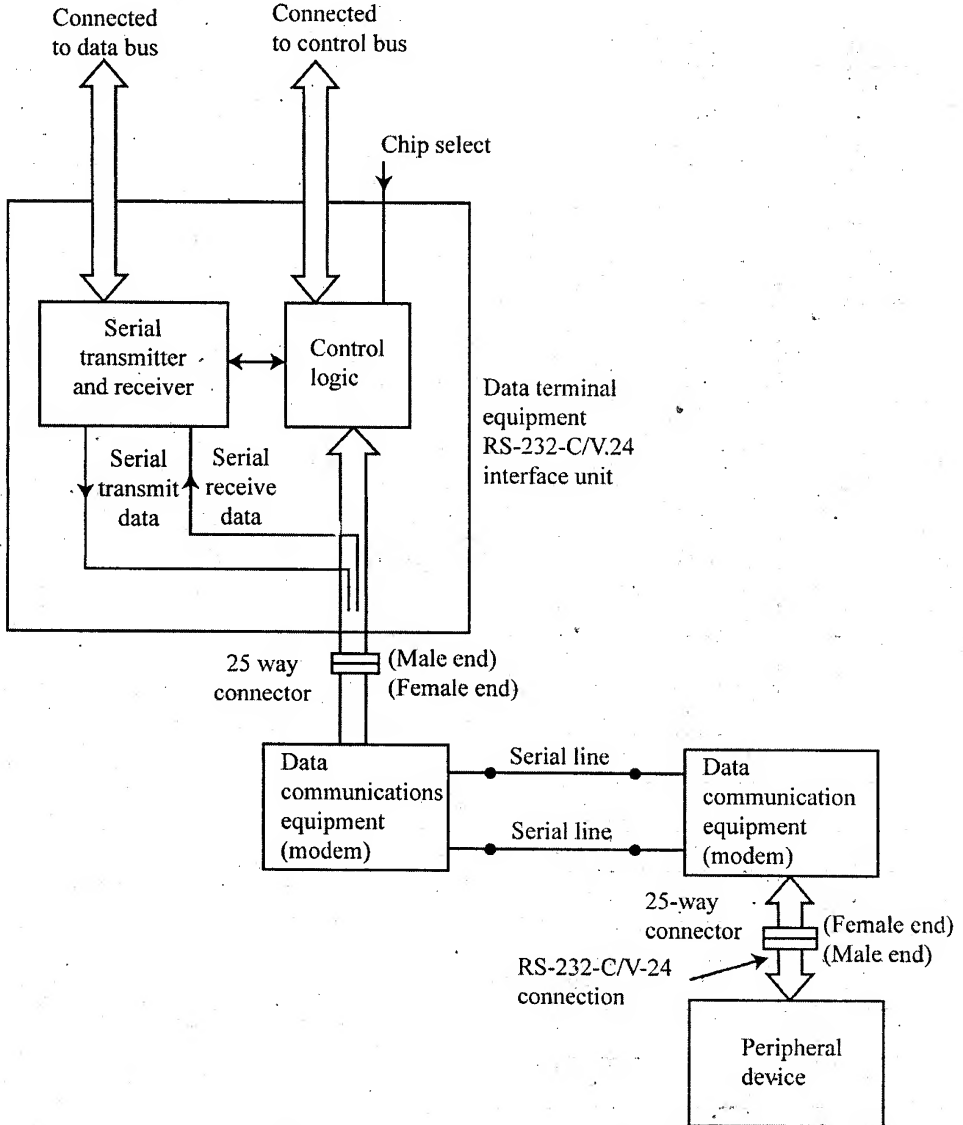 Connected
to data bus
Connected
to control bus
Chip select
Serial
transmitter
and receiver
Control
logic
Data terminal
equipment
RS-232-C/V.24
interface unit
Serial
transmit
data
Serial
receive
data
25 way
connector
(Male end)
(Female end)
Data
communications
equipment
(modem)
Serial line
Serial line
Data
communication
equipment
(modem)
25-way
connector
(Female end)
(Male end)
RS-232-C/V-24
connection
Peripheral
device